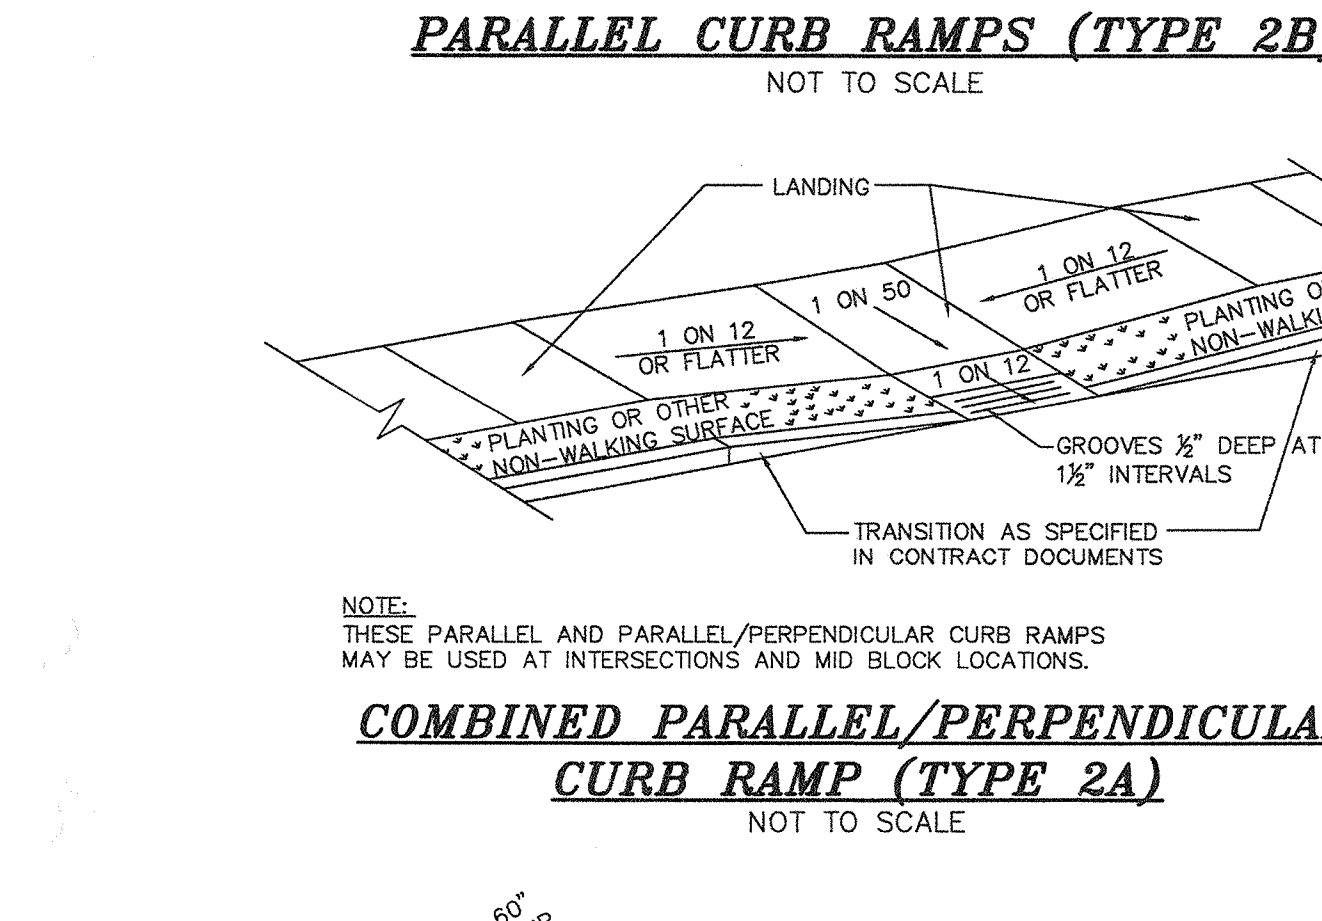 PARALLEL CURB RAMPS (TYPE 2B)
NOT TO SCALE
LANDING
1 ON 12
OR FLATTER
1 ON 50
1 ON 12
OR FLATTER
PLANTING O
NON-WALKI
1 ON 12
PLANTING OR OTHER
NON-WALKING SURFACE
GROOVES ½" DEEP AT
1½" INTERVALS
TRANSITION AS SPECIFIED
IN CONTRACT DOCUMENTS
NOTE:
THESE PARALLEL AND PARALLEL/PERPENDICULAR CURB RAMPS
MAY BE USED AT INTERSECTIONS AND MID BLOCK LOCATIONS.
COMBINED PARALLEL/PERPENDICULA
CURB RAMP (TYPE 2A)
NOT TO SCALE
60"